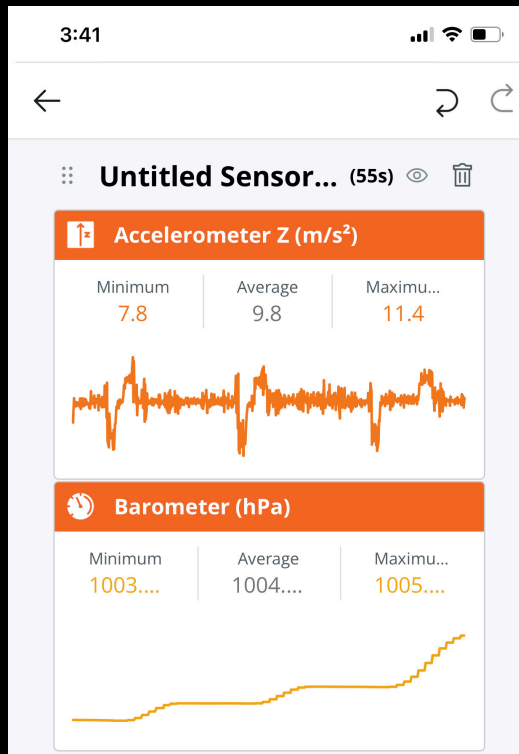 3:41
Untitled Sensor... (55s)
z
Accelerometer Z (m/s²)
Minimum Average Maximu...
7.8 9.8 11.4
Barometer (hPa)
Minimum Average Maximu...
1003.... 1004.... 1005....